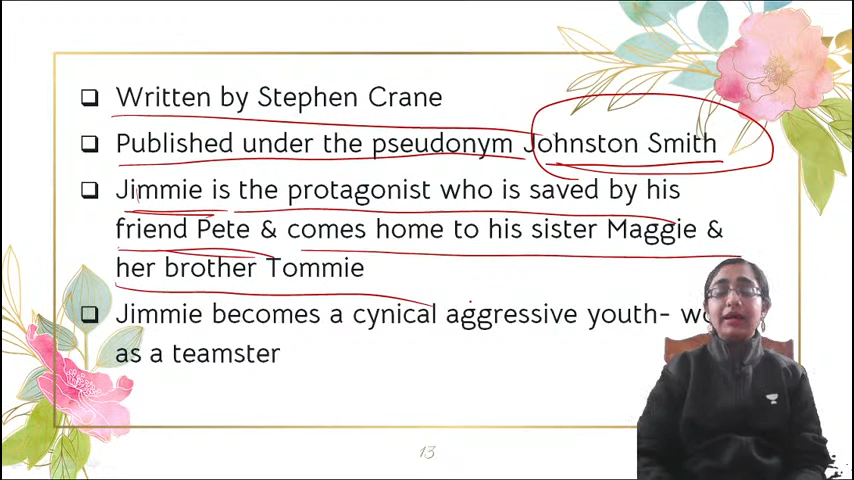 Written by Stephen Crane
Published under the pseudonym Johnston Smith
Jimmie is the protagonist who is saved by his
friend Pete & comes home to his sister Maggie &
her brother Tommie
Jimmie becomes a cynical aggressive youth-
as a teamster
13